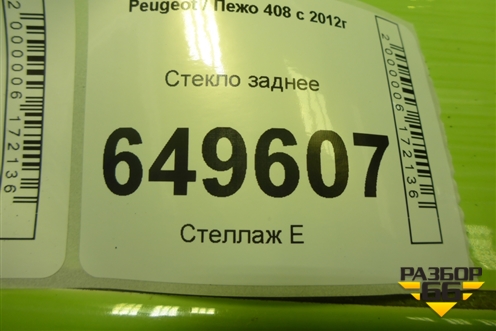 Peugeot / Пежо 408 с 2012г
Стекло заднее
649607
Стеллаж Е
2000006172136
2000006172136
РАЗБОР
66